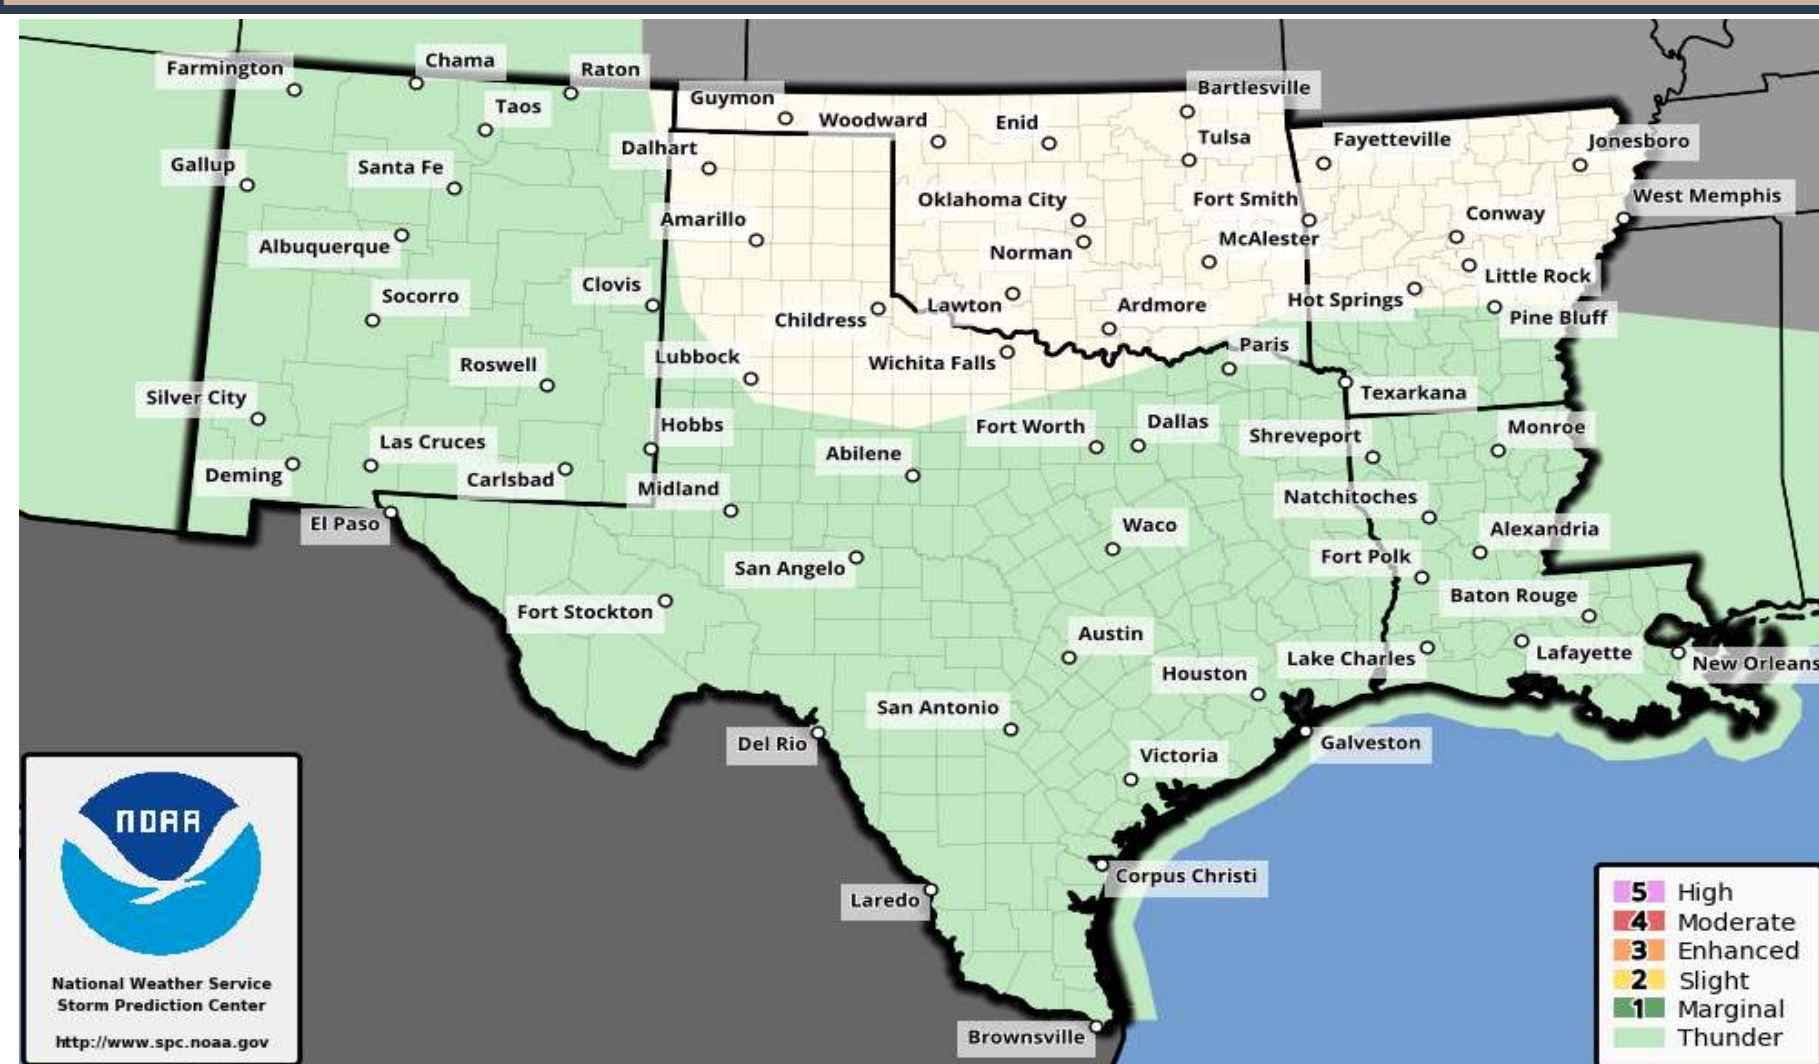 Farmington
Chama
Raton
Taos
Guymon
Woodward
Enid
Bartlesville
Tulsa
Fayetteville
Jonesboro
Gallup
Santa Fe
Dalhart
Oklahoma City
Fort Smith
West Memphis
Amarillo
Conway
Albuquerque
Norman
McAlester
Little Rock
Socorro
Clovis
Childress
Lawton
Ardmore
Hot Springs
Pine Bluff
Roswell
Lubbock
Wichita Falls
Paris
Silver City
Texarkana
Hobbs
Fort Worth
Dallas
Shreveport
Monroe
Las Cruces
Deming
Carlsbad
Midland
Abilene
Natchitoches
El Paso
Waco
Alexandria
San Angelo
Fort Polk
Baton Rouge
Fort Stockton
Austin
Lake Charles
Lafayette
New Orleans
Houston
San Antonio
Del Rio
Galveston
Victoria
Corpus Christi
Laredo
Brownsville
NOAA
National Weather Service
Storm Prediction Center
http://www.spc.noaa.gov
5 High
4 Moderate
3 Enhanced
2 Slight
1 Marginal
Thunder